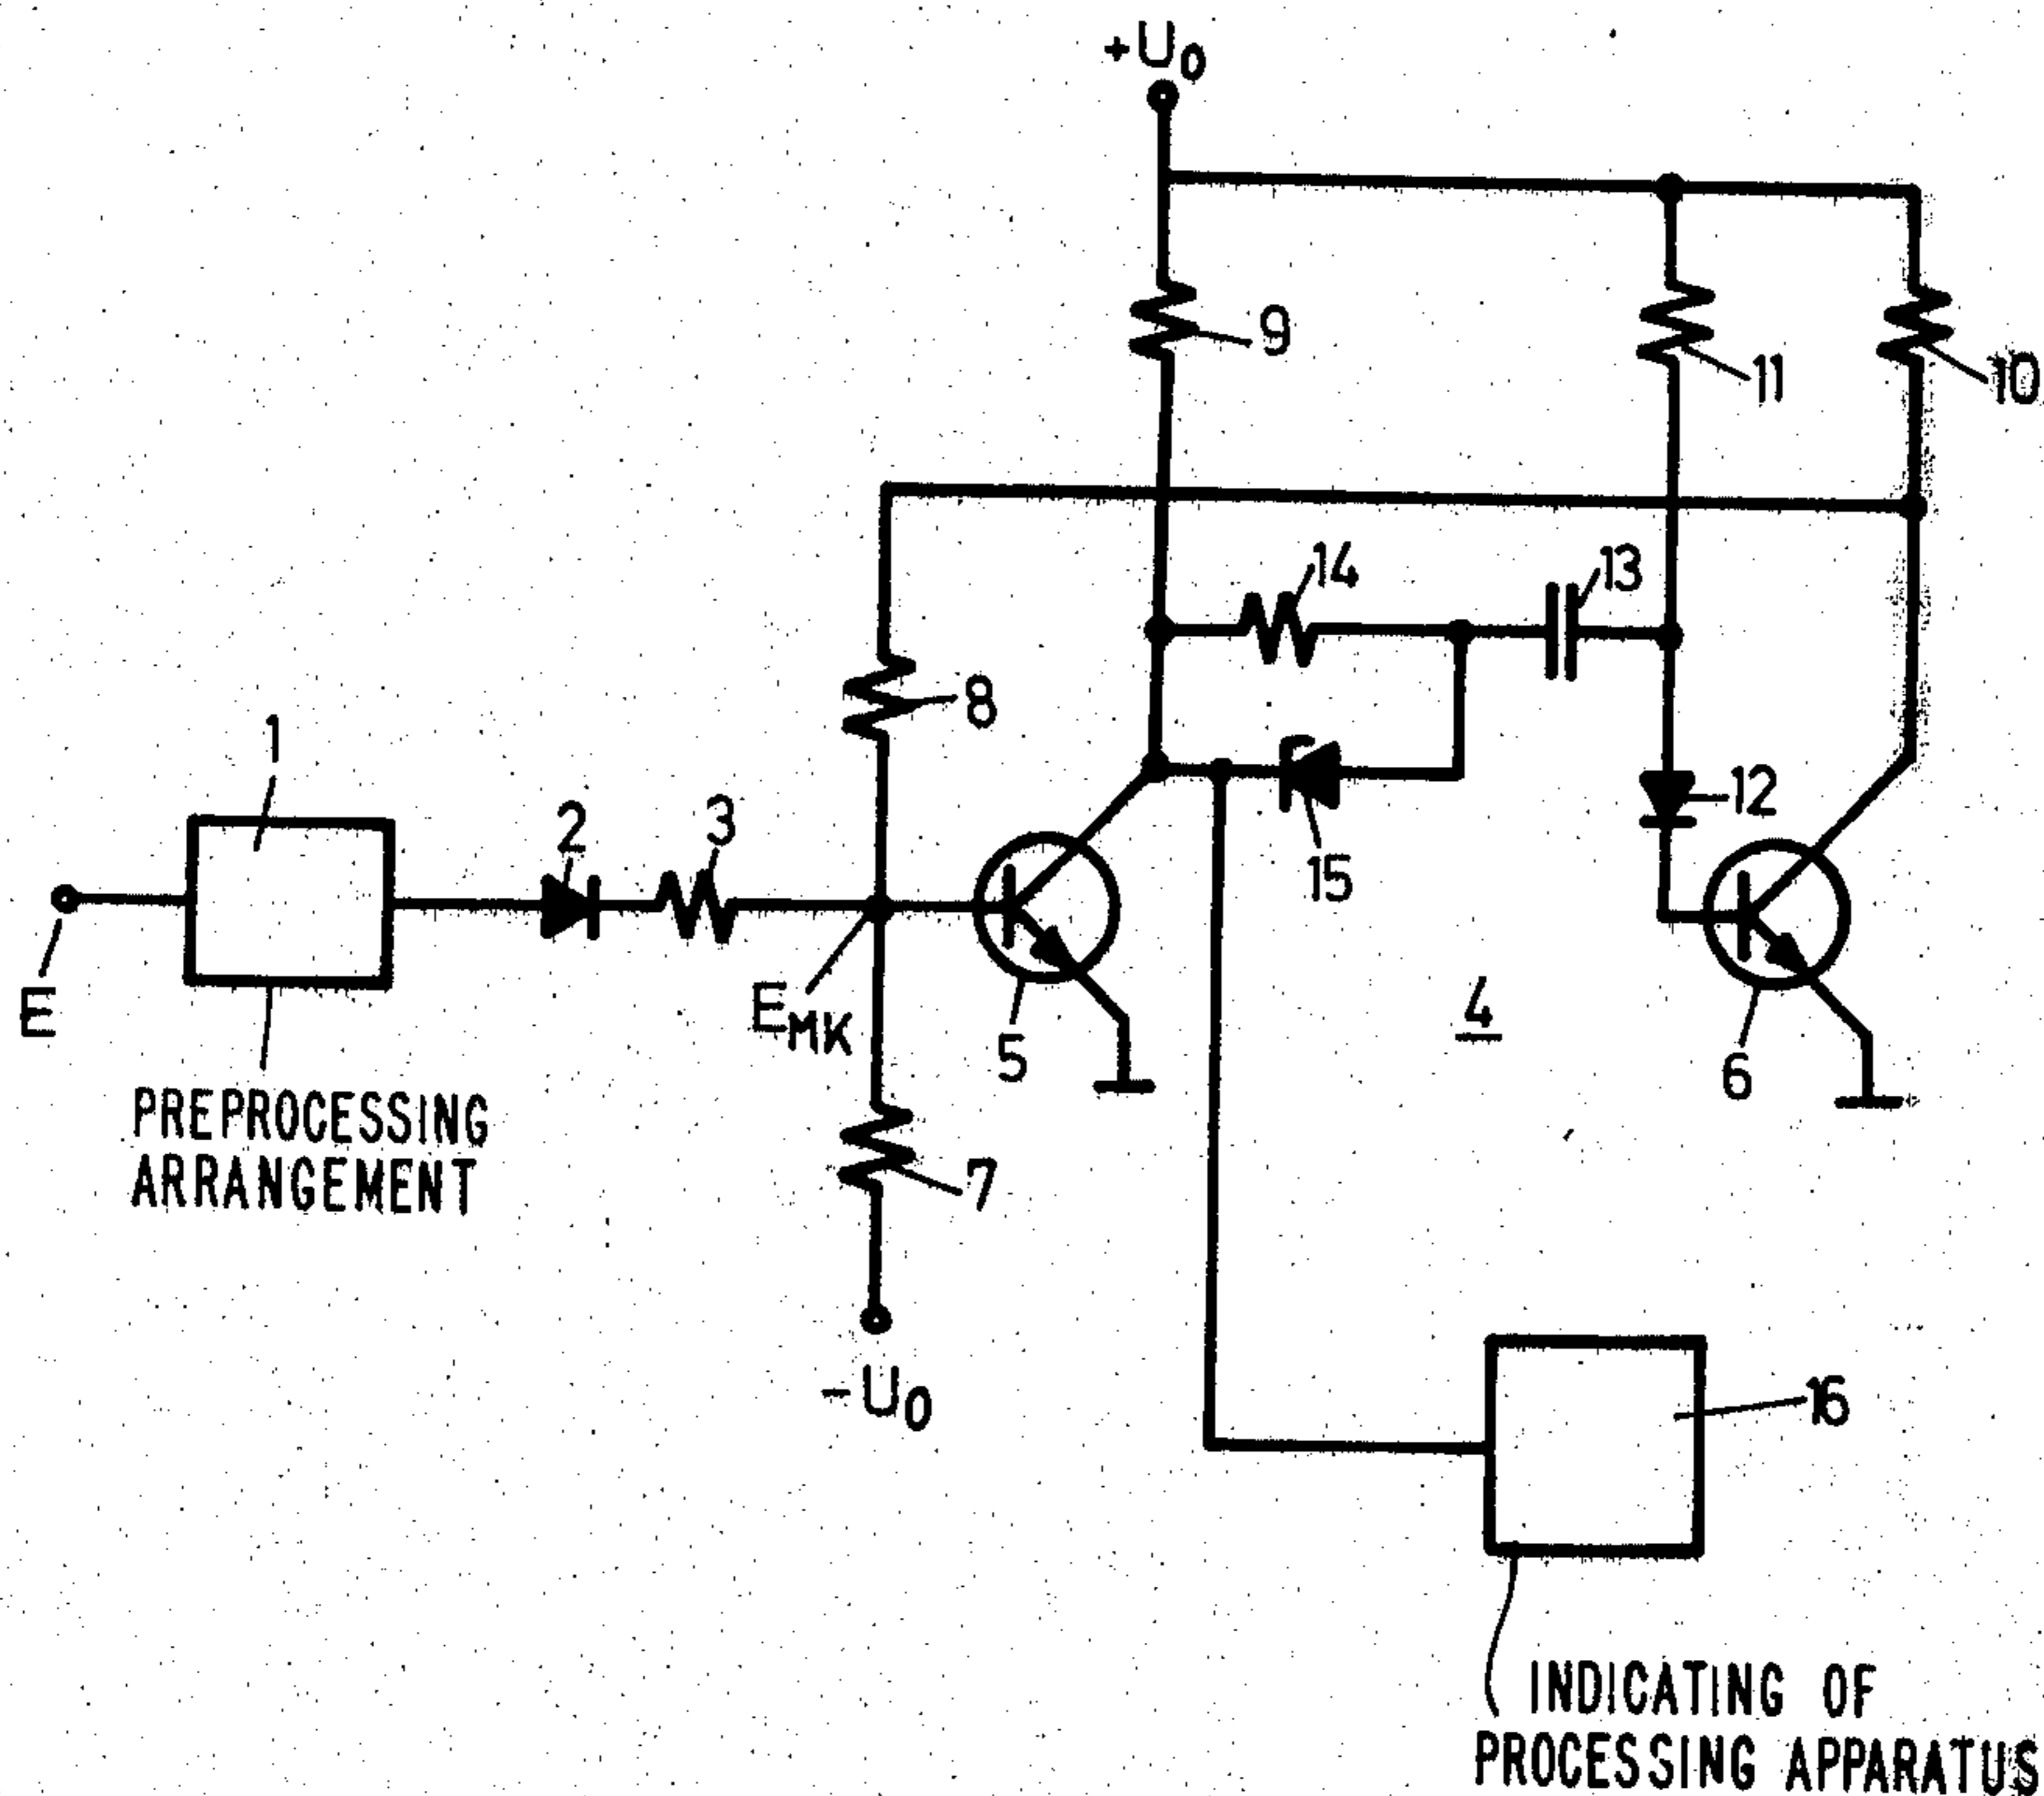 +U0
9
11
10
14
13
8
1
2
3
12
15
E
EMK
5
4
6
PREPROCESSING
ARRANGEMENT
7
-U0
16
INDICATING OF
PROCESSING APPARATUS